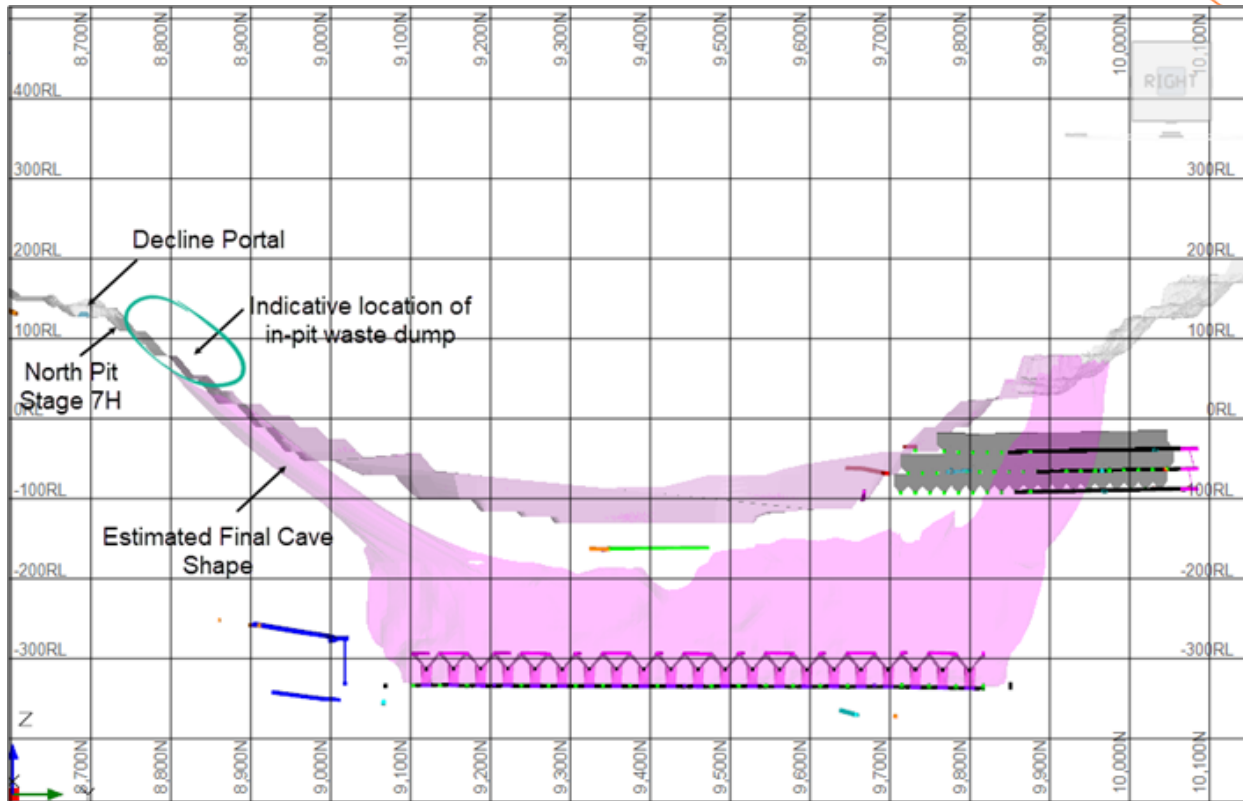 8,700N
8,800N
8,900N
9,000N
9,100N
9,200N
9,300N
9,400N
9,500N
9,600N
9,700N
9,800N
9,900N
10,000N
10,100N
RIGHT
400RL
300RL
300RL
200RL
200RL
Decline Portal
Indicative location of
in-pit waste dump
100RL
100RL
North Pit
Stage 7H
0RL
0RL
-100RL
-100RL
Estimated Final Cave
Shape
-200RL
-200RL
-300RL
-300RL
Z
8,700N
8,800N
8,900N
9,000N
9,100N
9,200N
9,300N
9,400N
9,500N
9,600N
9,700N
9,800N
9,900N
10,000N
10,100N